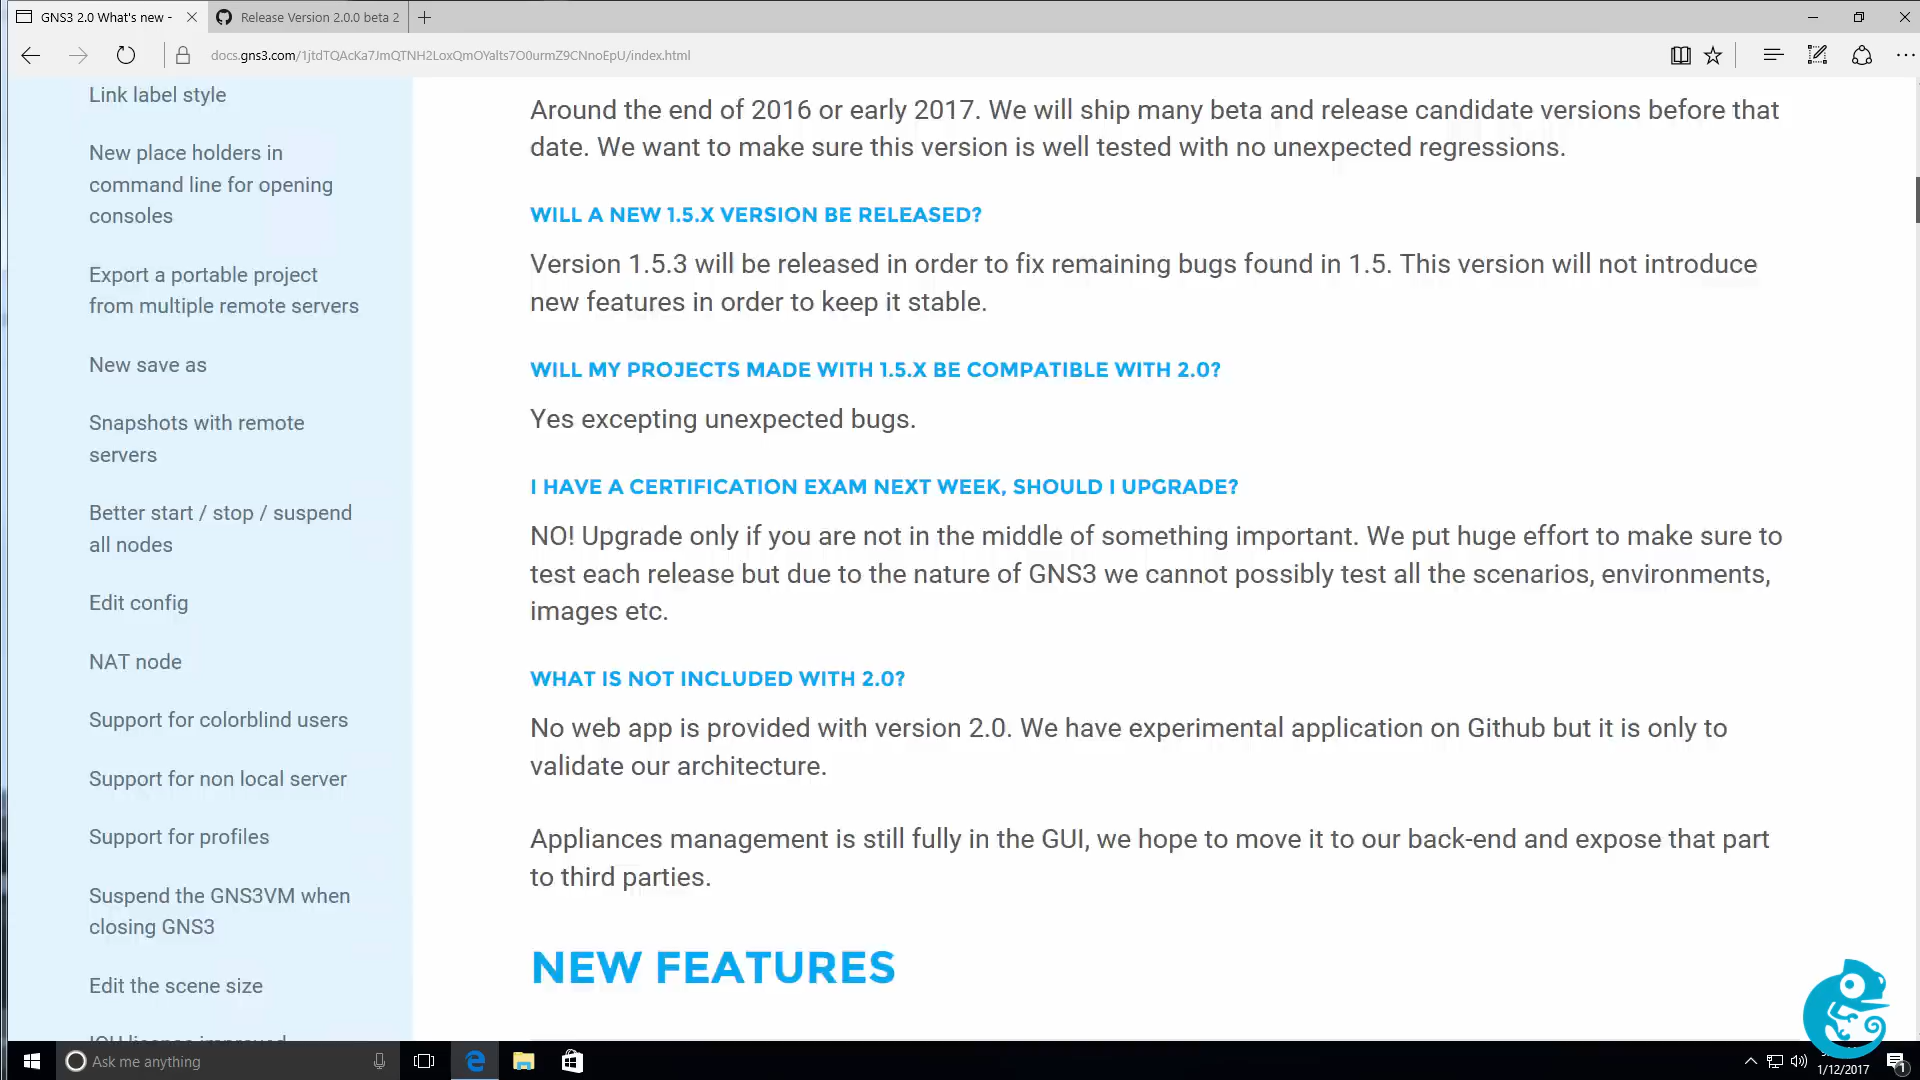 GNS3 2.0 What's new -
Release Version 2.0.0 beta 2
docs.gns3.com/1jtdTQAcKa7JmQTNH2LoxQmOYalts7O0urmZ9CNnoEpU/index.html
Link label style
New place holders in
command line for opening
consoles
Export a portable project
from multiple remote servers
New save as
Snapshots with remote
servers
Better start / stop / suspend
all nodes
Edit config
NAT node
Support for colorblind users
Support for non local server
Support for profiles
Suspend the GNS3VM when
closing GNS3
Edit the scene size
IOU license improved
Around the end of 2016 or early 2017. We will ship many beta and release candidate versions before that
date. We want to make sure this version is well tested with no unexpected regressions.
WILL A NEW 1.5.X VERSION BE RELEASED?
Version 1.5.3 will be released in order to fix remaining bugs found in 1.5. This version will not introduce
new features in order to keep it stable.
WILL MY PROJECTS MADE WITH 1.5.X BE COMPATIBLE WITH 2.0?
Yes excepting unexpected bugs.
I HAVE A CERTIFICATION EXAM NEXT WEEK, SHOULD I UPGRADE?
NO! Upgrade only if you are not in the middle of something important. We put huge effort to make sure to
test each release but due to the nature of GNS3 we cannot possibly test all the scenarios, environments,
images etc.
WHAT IS NOT INCLUDED WITH 2.0?
No web app is provided with version 2.0. We have experimental application on Github but it is only to
validate our architecture.
Appliances management is still fully in the GUI, we hope to move it to our back-end and expose that part
to third parties.
NEW FEATURES
Ask me anything
1/12/2017
1